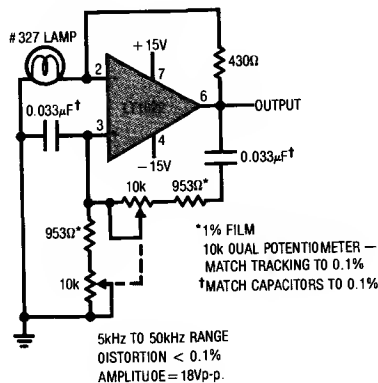 #327 LAMP
+15V
430Ω
2
7
6
OUTPUT
0.033µF†
3
4
-15V
0.033µF†
10k
953Ω*
953Ω*
10k
*1% FILM
10k OUAL POTENTIOMETER —
MATCH TRACKING TO 0.1%
†MATCH CAPACITORS TO 0.1%
5kHz TO 50kHz RANGE
OISTORTION < 0.1%
AMPLITUOE = 18Vp-p.